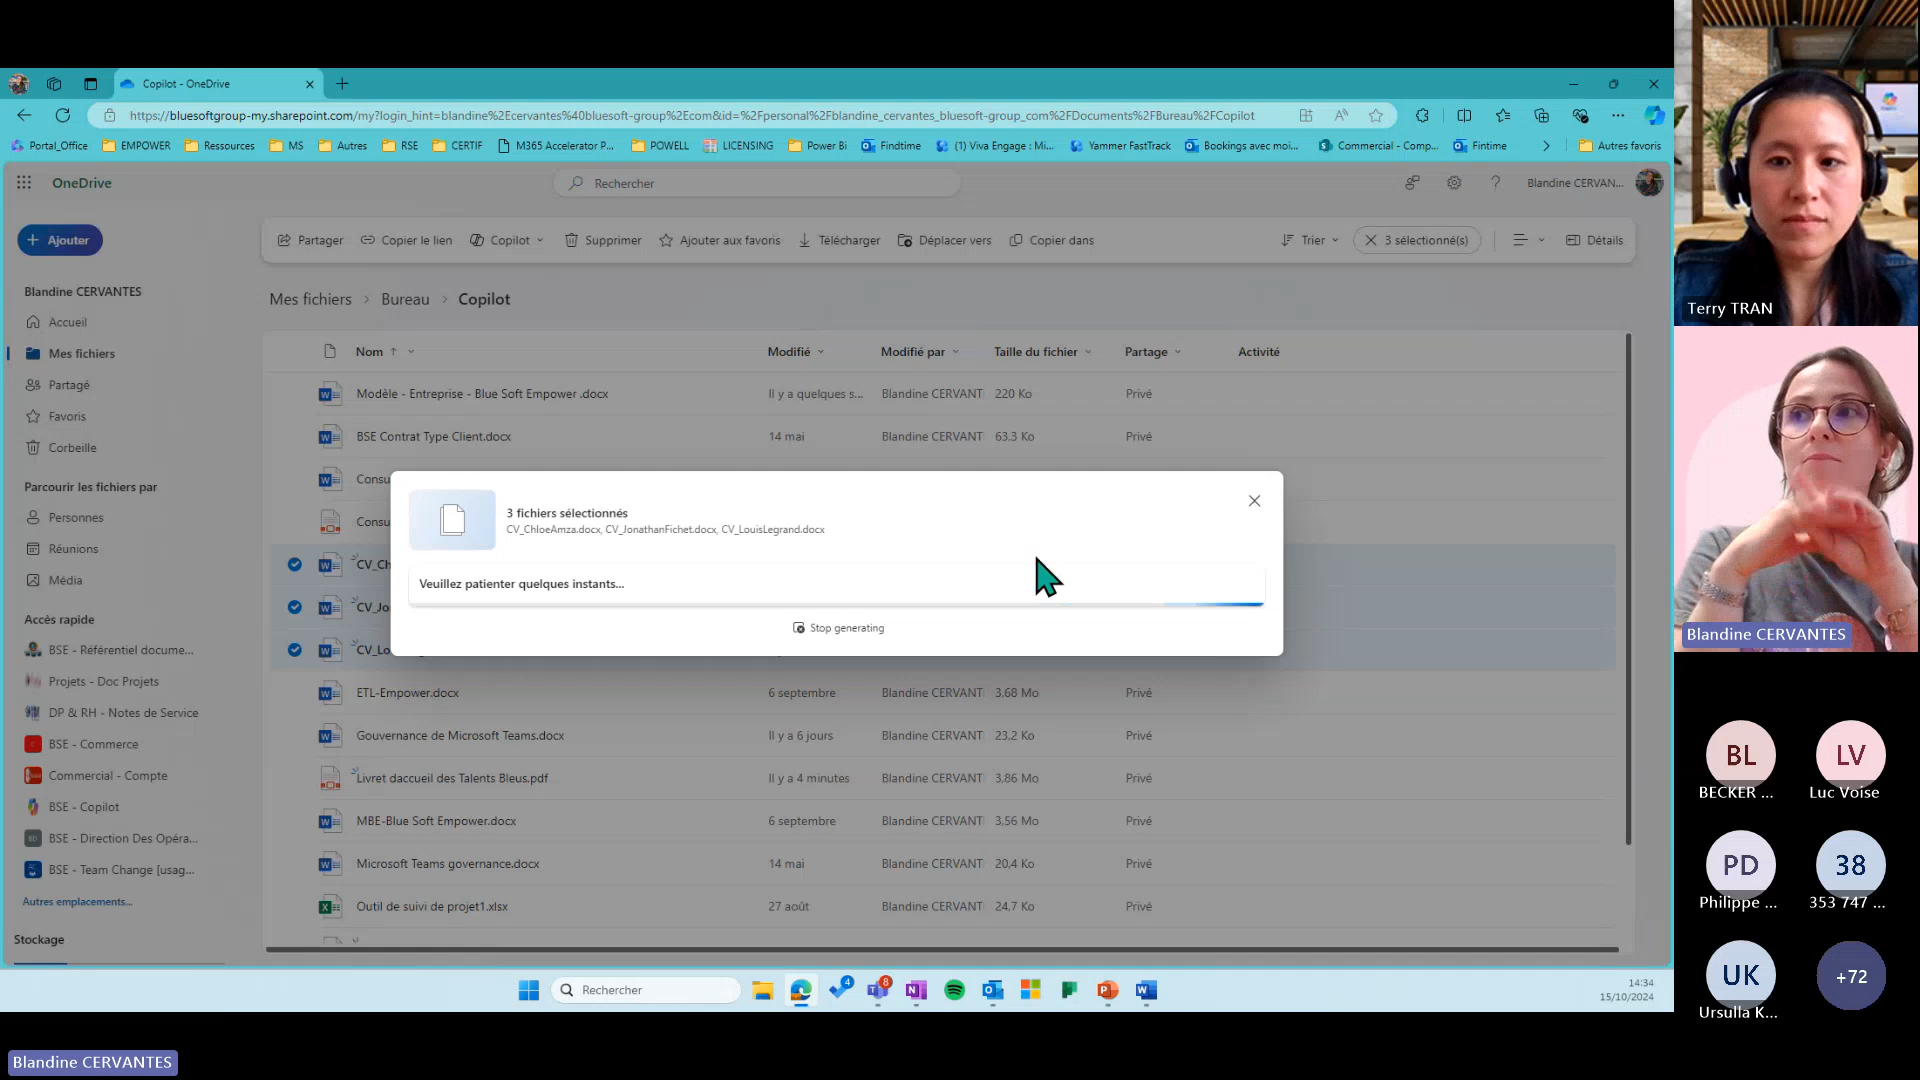 Copilot - OneDrive
https://bluesoftgroup-my.sharepoint.com/my?login_hint=blandine%2Ecervantes%40bluesoft-group%2Ecom&id=%2Fpersonal%2Fblandine_cervantes_bluesoft-group_com%2FDocuments%2FBureau%2FCopilot
Portal_Office EMPOWER Ressources MS Autres RSE CERTIF M365 Accelerator P... POWELL LICENSING Power Bi Findtime (1) Viva Engage : Mi... Yammer FastTrack Bookings avec moi... Commercial - Comp... Fintime Autres favoris
OneDrive Rechercher Blandine CERVAN...
Ajouter Partager Copier le lien Copilot Supprimer Ajouter aux favoris Télécharger Déplacer vers Copier dans Trier 3 sélectionné(s) Détails
Blandine CERVANTES
Accueil
Mes fichiers
Partagé
Favoris
Corbeille
Parcourir les fichiers par
Personnes
Réunions
Média
Accès rapide
BSE - Référentiel docume...
Projets - Doc Projets
DP & RH - Notes de Service
BSE - Commerce
Commercial - Compte
BSE - Copilot
BSE - Direction Des Opéra...
BSE - Team Change [usag...
Autres emplacements...
Stockage
Mes fichiers > Bureau > Copilot
Nom Modifié Modifié par Taille du fichier Partage Activité
Modèle - Entreprise - Blue Soft Empower .docx Il y a quelques s... Blandine CERVANT 220 Ko Privé
BSE Contrat Type Client.docx 14 mai Blandine CERVANT 63.3 Ko Privé
Consu
Consu
CV_Ch
CV_Jo
CV_Lo
3 fichiers sélectionnés
CV_ChloeAmza.docx, CV_JonathanFichet.docx, CV_LouisLegrand.docx
Veuillez patienter quelques instants...
Stop generating
ETL-Empower.docx 6 septembre Blandine CERVANT 3.68 Mo Privé
Gouvernance de Microsoft Teams.docx Il y a 6 jours Blandine CERVANT 23,2 Ko Privé
Livret daccueil des Talents Bleus.pdf Il y a 4 minutes Blandine CERVANT 3,86 Mo Privé
MBE-Blue Soft Empower.docx 6 septembre Blandine CERVANT 3,56 Mo Privé
Microsoft Teams governance.docx 14 mai Blandine CERVANT 20,4 Ko Privé
Outil de suivi de projet1.xlsx 27 août Blandine CERVANT 24,7 Ko Privé
Rechercher 4 8
14:34
15/10/2024
Terry TRAN
Blandine CERVANTES
BL LV
BECKER ... Luc Voise
PD 38
Philippe ... 353 747 ...
UK +72
Ursulla K...
Blandine CERVANTES